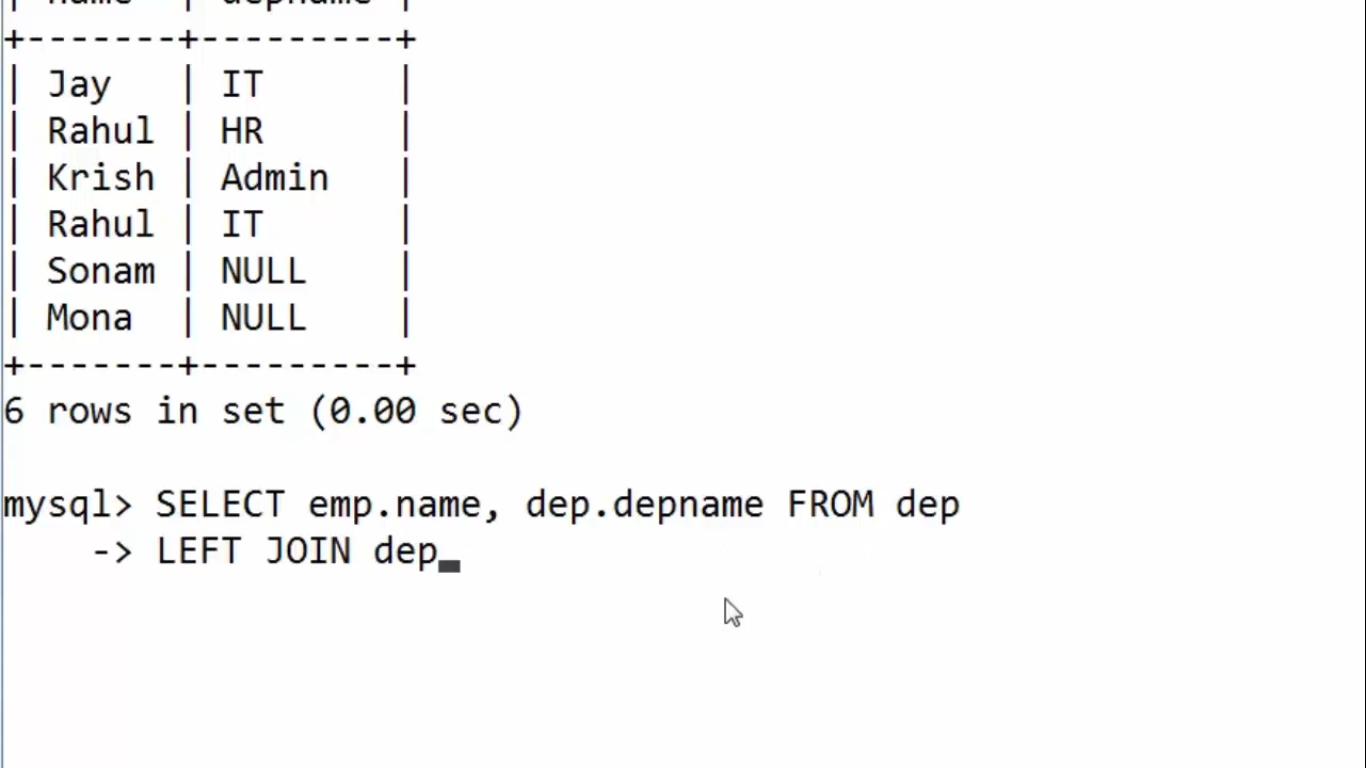 | name | depname |
+-------+---------+
| Jay | IT |
| Rahul | HR |
| Krish | Admin |
| Rahul | IT |
| Sonam | NULL |
| Mona | NULL |
+-------+---------+
6 rows in set (0.00 sec)
mysql> SELECT emp.name, dep.depname FROM dep
-> LEFT JOIN dep